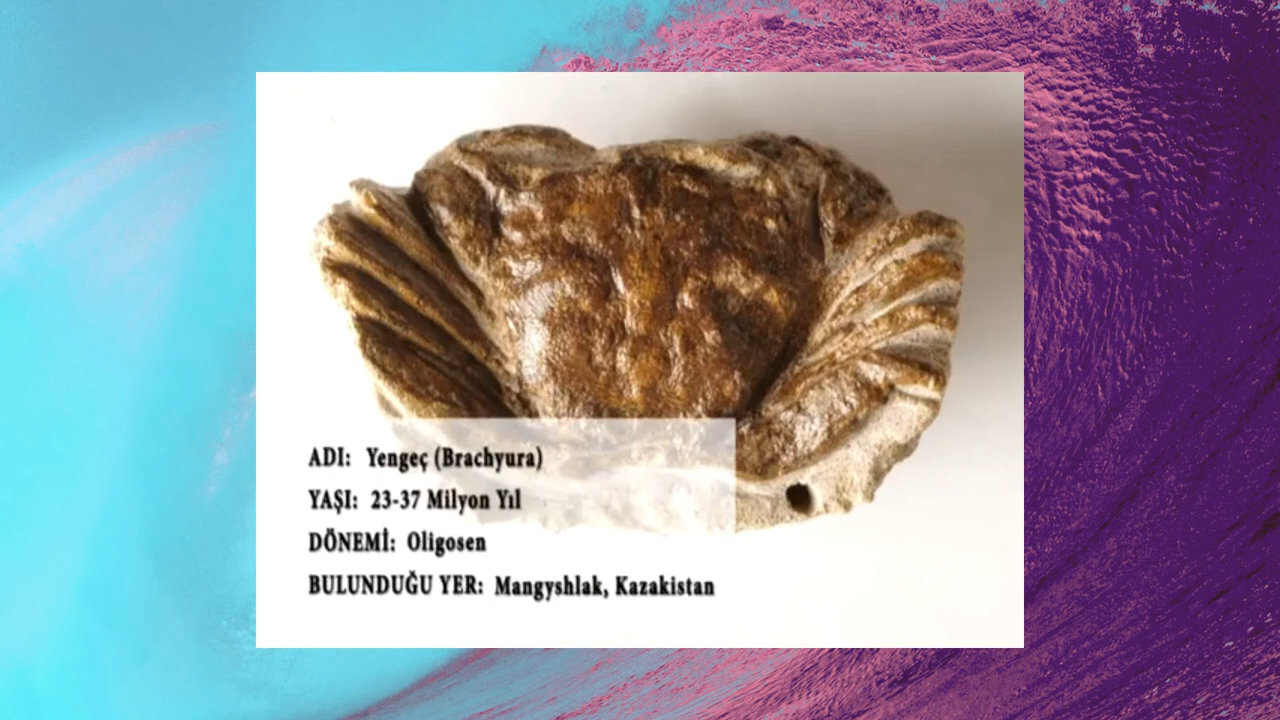 ADI: Yengeç (Brachyura)
YAŞI: 23-37 Milyon Yıl
DÖNEMİ: Oligosen
BULUNDUĞU YER: Mangyshlak, Kazakistan